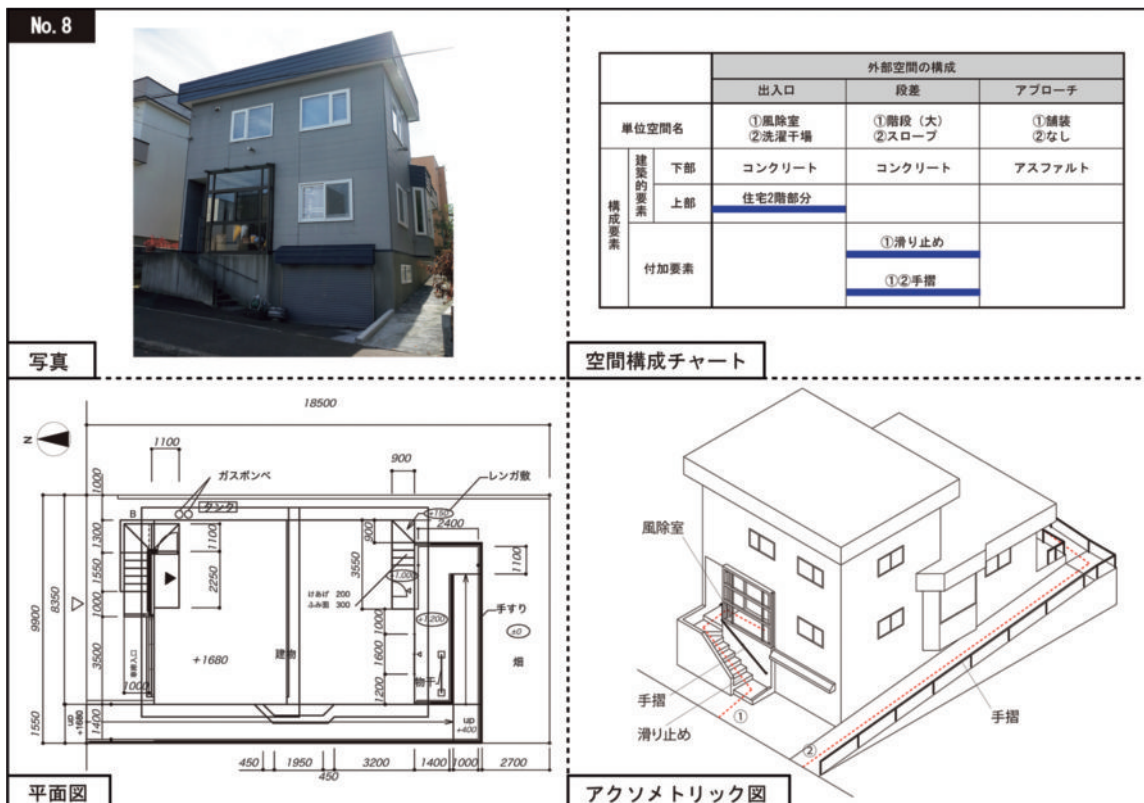 No. 8
写真
外部空間の構成
出入口 段差 アプローチ
単位空間名 ①風除室 ①階段（大） ①舗装
②洗濯干場 ②スロープ ②なし
構成要素 建築的要素 下部 コンクリート コンクリート アスファルト
上部 住宅2階部分
付加要素 ①滑り止め
①②手摺
空間構成チャート
18500
N
1100
ガスボンベ
900
レンガ敷
1000
B
タンク
+150
2400
1300
1100
900
1100
1550
2250
3550
+1,000
9900
8350
けあげ 200
ふみ面 300
手すり
1000
1000
+1,200
±0
3500
+1680
建物
1600
畑
1000
1200
物干
1550
1400
UP
+1680
UP
+400
450 1950 3200 1400 1000 2700
450
平面図
風除室
手摺
滑り止め
手摺
①
②
アクソメトリック図